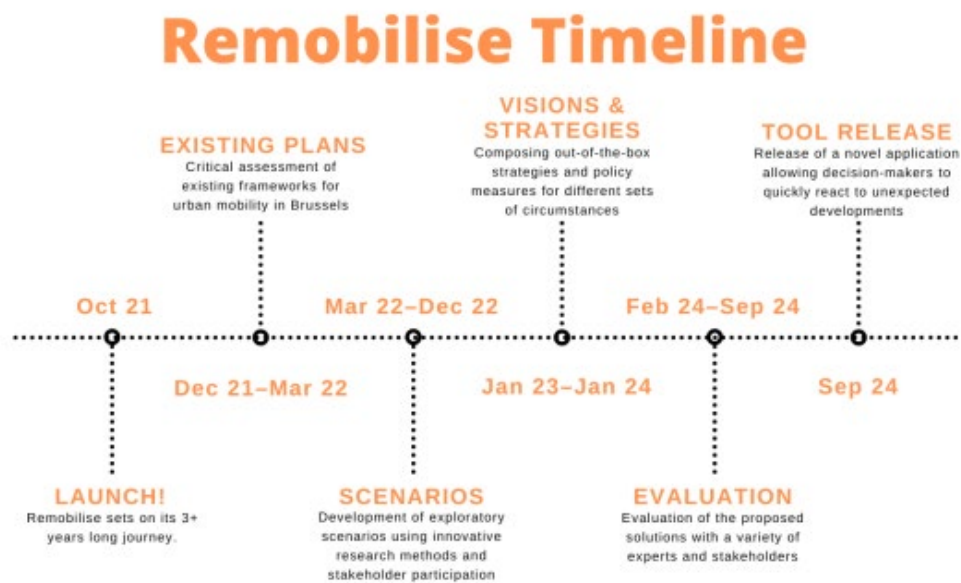 Remobilise Timeline
EXISTING PLANS
Critical assessment of
existing frameworks for
urban mobility in Brussels
VISIONS &
STRATEGIES
Composing out-of-the-box
strategies and policy
measures for different sets
of circumstances
TOOL RELEASE
Release of a novel application
allowing decision-makers to
quickly react to unexpected
developments
Oct 21
Mar 22–Dec 22
Feb 24–Sep 24
Dec 21–Mar 22
Jan 23–Jan 24
Sep 24
LAUNCH!
Remobilise sets on its 3+
years long journey.
SCENARIOS
Development of exploratory
scenarios using innovative
research methods and
stakeholder participation
EVALUATION
Evaluation of the proposed
solutions with a variety of
experts and stakeholders